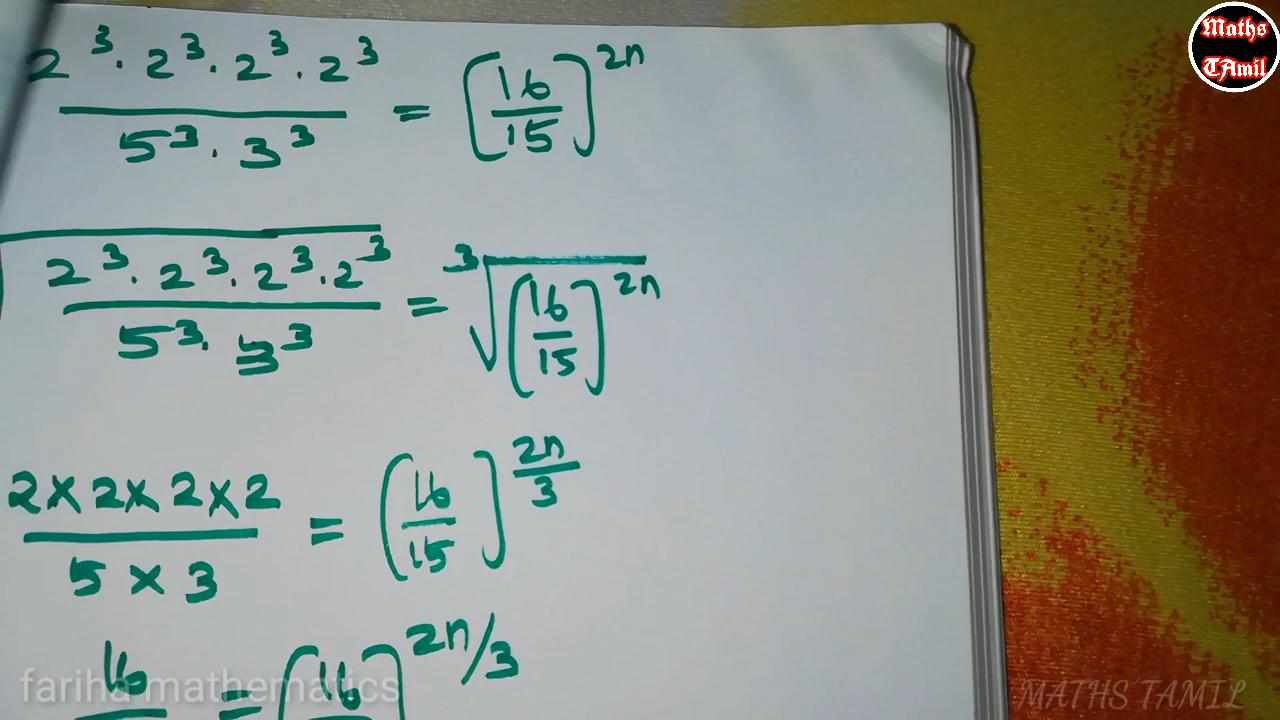 Maths
TAmil
2³·2³·2³·2³ / 5³·3³ = [16/15]²ⁿ
2³·2³·2³·2³ / 5³·3³ = ³√[16/15]²ⁿ
2×2×2×2 / 5×3 = [16/15]^2n/3
16 = [16]^2n/3
fariha mathematics
MATHS TAMIL